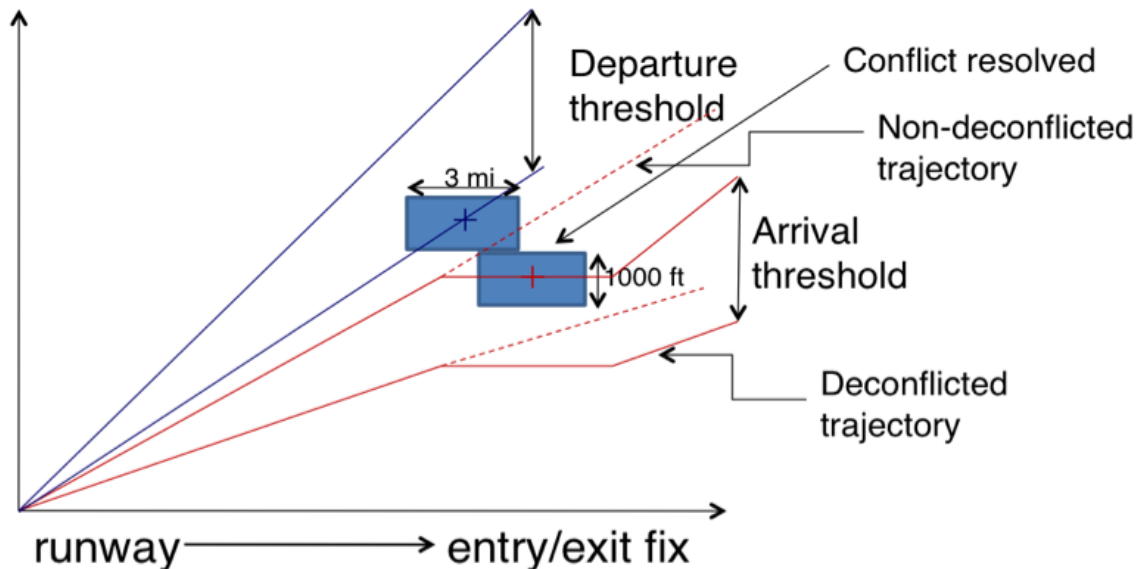 Departure
threshold
Conflict resolved
Non-deconflicted
trajectory
3 mi
Arrival
threshold
1000 ft
Deconflicted
trajectory
runway
entry/exit fix